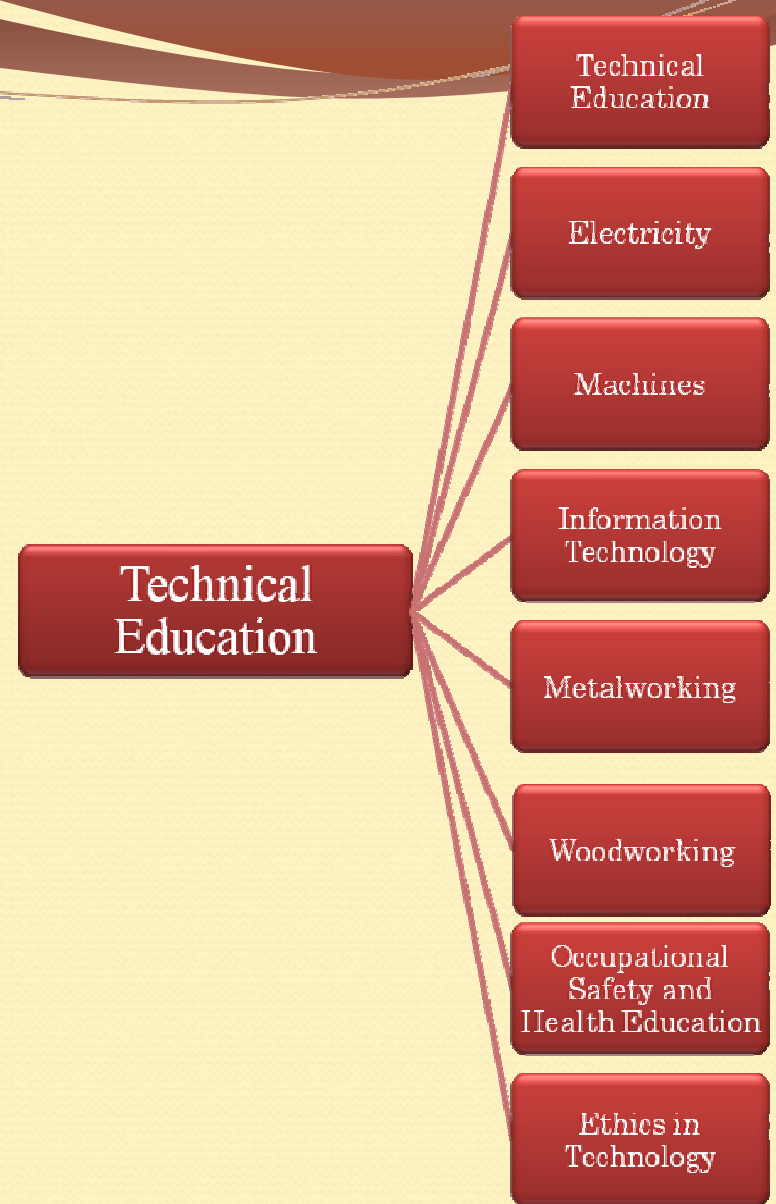 Technical
Education
Technical
Education
Electricity
Machines
Information
Technology
Metalworking
Woodworking
Occupational
Safety and
Health Education
Ethics in
Technology